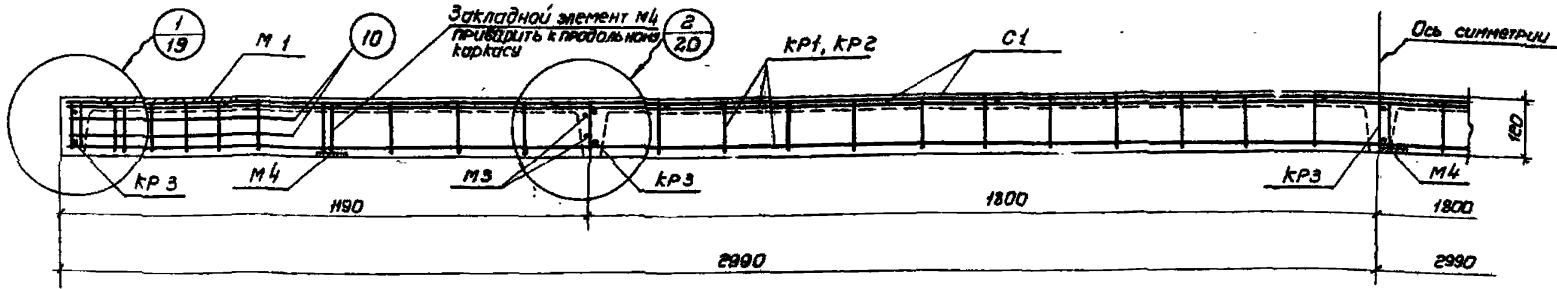 1
19
М 1
10
Закладной элемент М4
приварить к продольному
каркасу
2
20
КР1, КР2
С1
Ось симметрии
120
КР 3
М4
М3
КР3
КР3
М4
1190
1800
1800
2990
2990